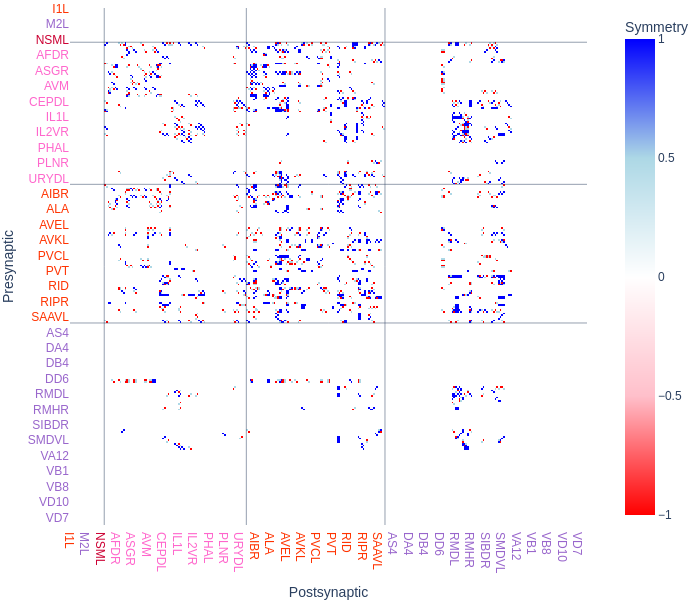 Symmetry
1
0.5
0
−0.5
−1
Presynaptic
I1L
M2L
NSML
AFDR
ASGR
AVM
CEPDL
IL1L
IL2VR
PHAL
PLNR
URYDL
AIBR
ALA
AVEL
AVKL
PVCL
PVT
RID
RIPR
SAAVL
AS4
DA4
DB4
DD6
RMDL
RMHR
SIBDR
SMDVL
VA12
VB1
VB8
VD10
VD7
I1L
M2L
NSML
AFDR
ASGR
AVM
CEPDL
IL1L
IL2VR
PHAL
PLNR
URYDL
AIBR
ALA
AVEL
AVKL
PVCL
PVT
RID
RIPR
SAAVL
AS4
DA4
DB4
DD6
RMDL
RMHR
SIBDR
SMDVL
VA12
VB1
VB8
VD10
VD7
Postsynaptic